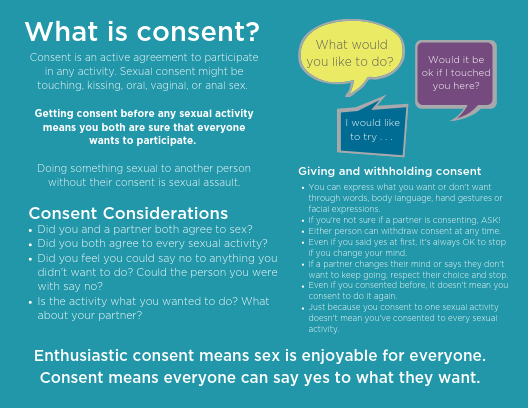 What is consent?
Consent is an active agreement to participate
in any activity. Sexual consent might be
touching, kissing, oral, vaginal, or anal sex.
Getting consent before any sexual activity
means you both are sure that everyone
wants to participate.
Doing something sexual to another person
without their consent is sexual assault.
Consent Considerations
• Did you and a partner both agree to sex?
• Did you both agree to every sexual activity?
• Did you feel you could say no to anything you
didn't want to do? Could the person you were
with say no?
• Is the activity what you wanted to do? What
about your partner?
What would
you like to do?
Would it be
ok if I touched
you here?
I would like
to try . . .
Giving and withholding consent
• You can express what you want or don't want
through words, body language, hand gestures or
facial expressions.
• If you're not sure if a partner is consenting, ASK!
• Either person can withdraw consent at any time.
• Even if you said yes at first, it's always OK to stop
if you change your mind.
• If a partner changes their mind or says they don't
want to keep going, respect their choice and stop.
• Even if you consented before, it doesn't mean you
consent to do it again.
• Just because you consent to one sexual activity
doesn't mean you've consented to every sexual
activity.
Enthusiastic consent means sex is enjoyable for everyone.
Consent means everyone can say yes to what they want.